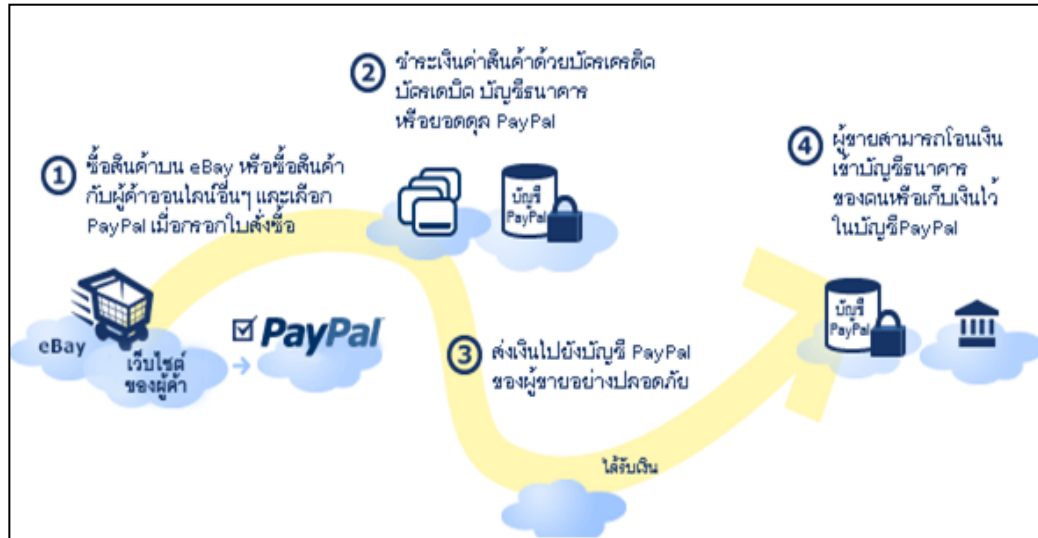 1
ซื้อสินค้าบน eBay หรือซื้อสินค้า
กับผู้ค้าออนไลน์อื่นๆ และเลือก
PayPal เมื่อกรอกใบสั่งซื้อ
eBay
เว็บไซต์
ของผู้ค้า
PayPal
2
ชำระเงินค่าสินค้าด้วยบัตรเครดิต
บัตรเดบิต บัญชีธนาคาร
หรือยอดดุล PayPal
บัญชี
PayPal
3
ส่งเงินไปยังบัญชี PayPal
ของผู้ขายอย่างปลอดภัย
ได้รับเงิน
4
ผู้ขายสามารถโอนเงิน
เข้าบัญชีธนาคาร
ของตนหรือเก็บเงินไว้
ในบัญชีPayPal
บัญชี
PayPal